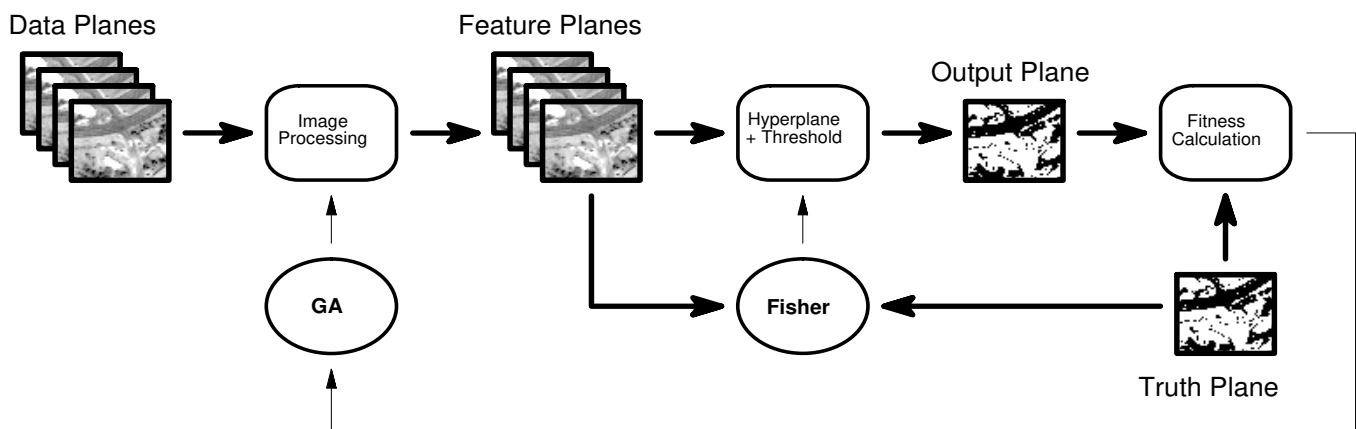 Data Planes
Feature Planes
Output Plane
Image
Processing
Hyperplane
+ Threshold
Fitness
Calculation
GA
Fisher
Truth Plane